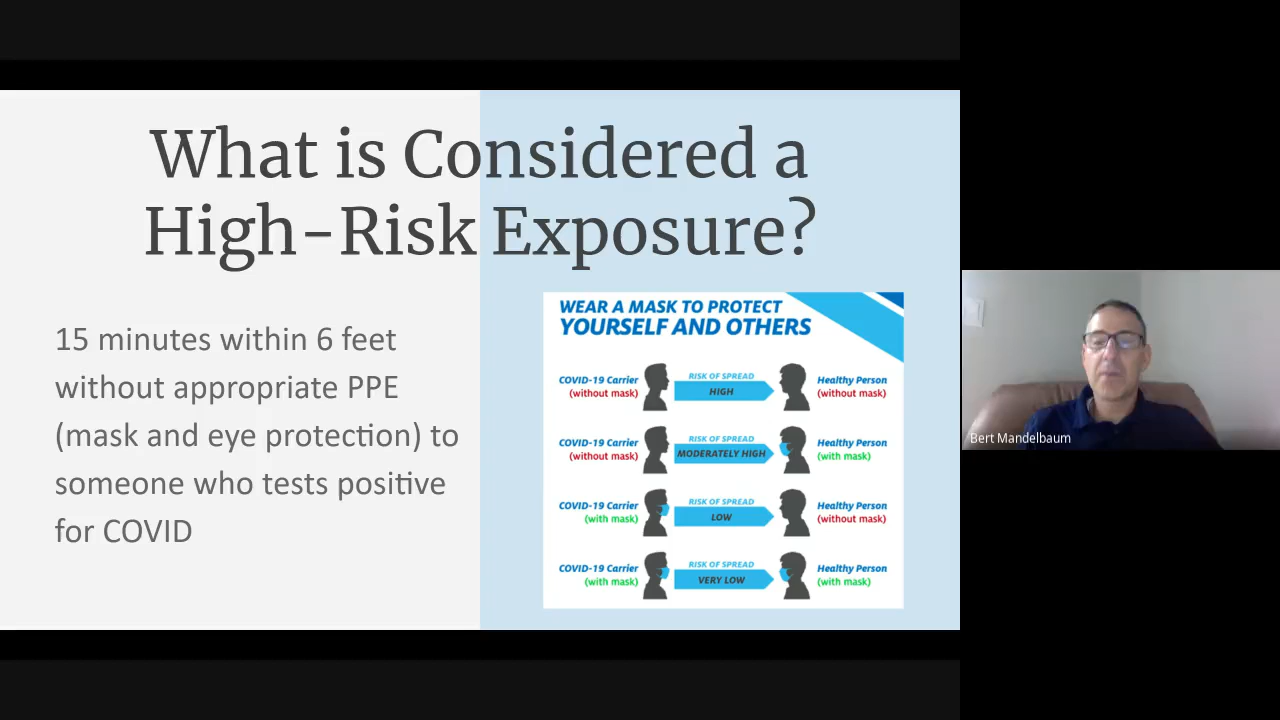 What is Considered a
High-Risk Exposure?
15 minutes within 6 feet
without appropriate PPE
(mask and eye protection) to
someone who tests positive
for COVID
WEAR A MASK TO PROTECT
YOURSELF AND OTHERS
COVID-19 Carrier
(without mask)
RISK OF SPREAD
HIGH
Healthy Person
(without mask)
COVID-19 Carrier
(without mask)
RISK OF SPREAD
MODERATELY HIGH
Healthy Person
(with mask)
COVID-19 Carrier
(with mask)
RISK OF SPREAD
LOW
Healthy Person
(without mask)
COVID-19 Carrier
(with mask)
RISK OF SPREAD
VERY LOW
Healthy Person
(with mask)
Bert Mandelbaum